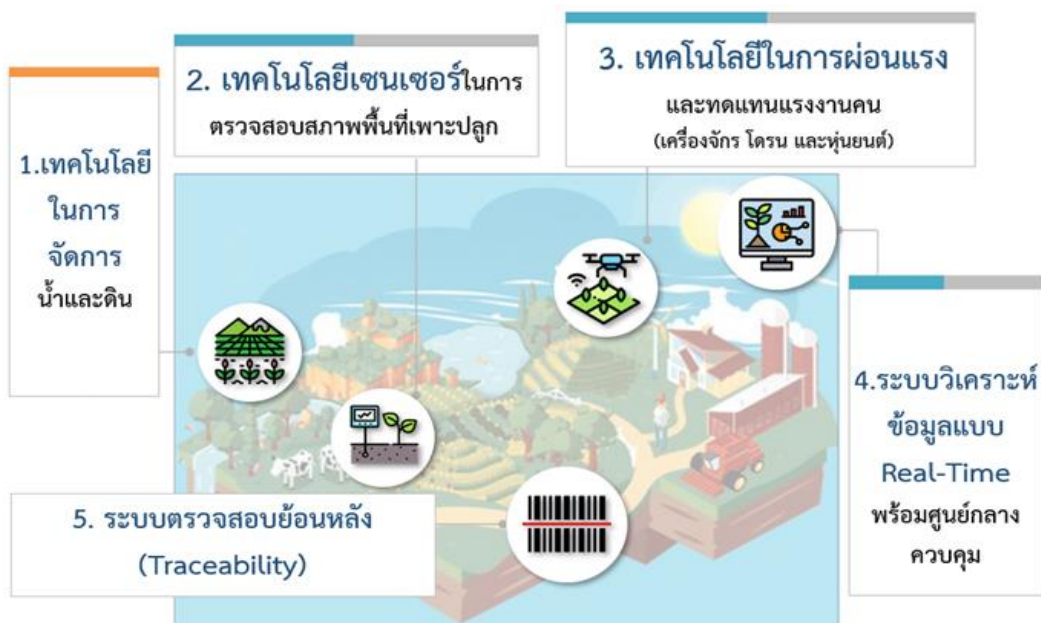 1.เทคโนโลยี
ในการ
จัดการ
น้ำและดิน
2. เทคโนโลยีเซนเซอร์ในการ
ตรวจสอบสภาพพื้นที่เพาะปลูก
3. เทคโนโลยีในการผ่อนแรง
และทดแทนแรงงานคน
(เครื่องจักร โดรน และหุ่นยนต์)
4.ระบบวิเคราะห์
ข้อมูลแบบ
Real-Time
พร้อมศูนย์กลาง
ควบคุม
5. ระบบตรวจสอบย้อนหลัง
(Traceability)